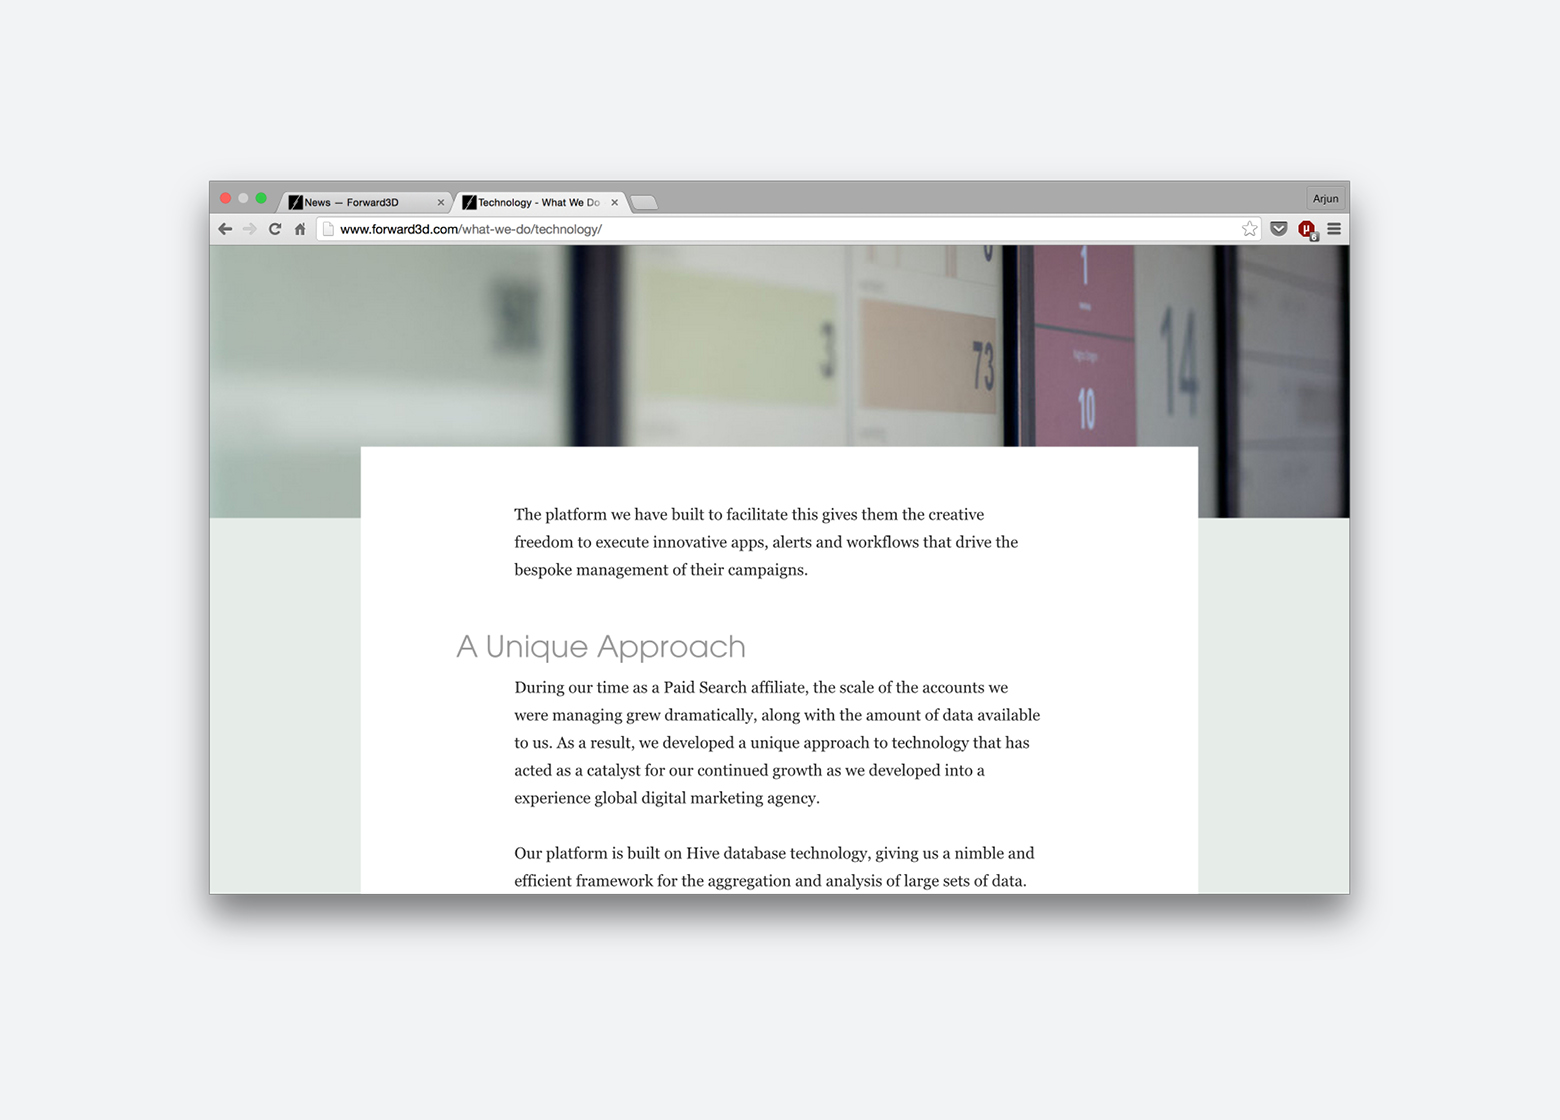 News — Forward3D
Technology - What We Do
Arjun
www.forward3d.com/what-we-do/technology/
6
3
73
1
10
14
The platform we have built to facilitate this gives them the creative
freedom to execute innovative apps, alerts and workflows that drive the
bespoke management of their campaigns.
A Unique Approach
During our time as a Paid Search affiliate, the scale of the accounts we
were managing grew dramatically, along with the amount of data available
to us. As a result, we developed a unique approach to technology that has
acted as a catalyst for our continued growth as we developed into a
experience global digital marketing agency.
Our platform is built on Hive database technology, giving us a nimble and
efficient framework for the aggregation and analysis of large sets of data.